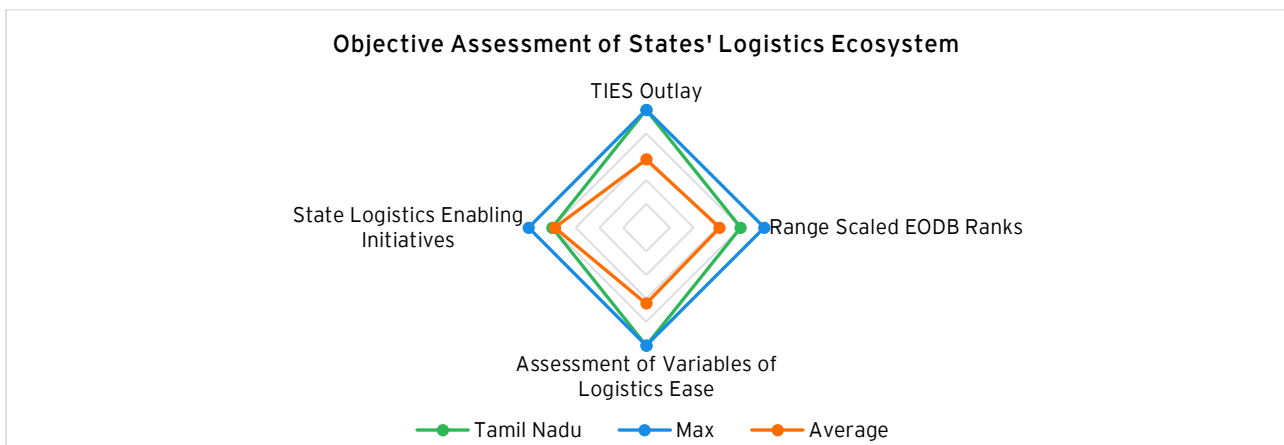 Objective Assessment of States' Logistics Ecosystem
TIES Outlay
State Logistics Enabling
Initiatives
Range Scaled EODB Ranks
Assessment of Variables of
Logistics Ease
Tamil Nadu
Max
Average